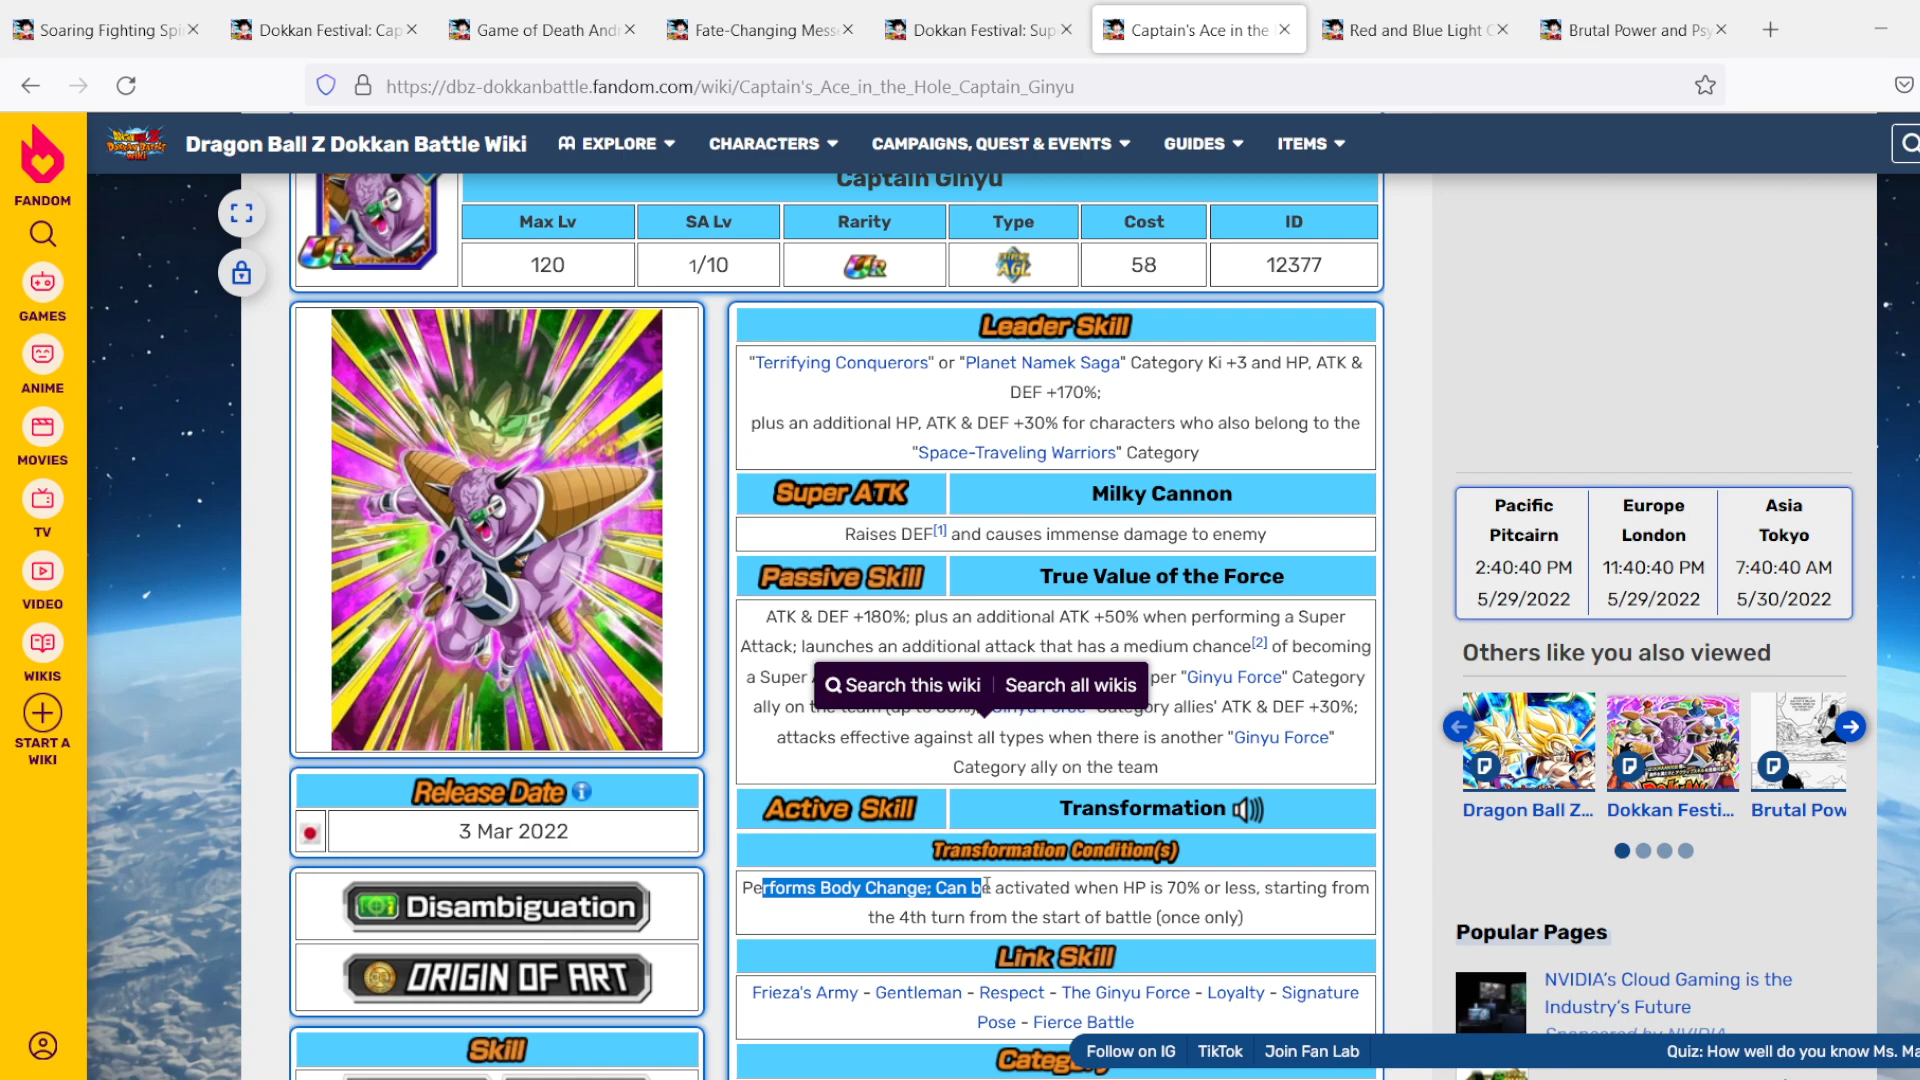 Soaring Fighting Spi
Dokkan Festival: Cap
Game of Death Andr
Fate-Changing Mess
Dokkan Festival: Sup
Captain's Ace in the
Red and Blue Light C
Brutal Power and Psy
https://dbz-dokkanbattle.fandom.com/wiki/Captain's_Ace_in_the_Hole_Captain_Ginyu
Dragon Ball Z Dokkan Battle Wiki
EXPLORE
CHARACTERS
CAMPAIGNS, QUEST & EVENTS
GUIDES
ITEMS
FANDOM
GAMES
ANIME
MOVIES
TV
VIDEO
WIKIS
START A
WIKI
Captain Ginyu
Max Lv
SA Lv
Rarity
Type
Cost
ID
UR
120
1/10
UR
EXTREME
AGL
58
12377
Leader Skill
"Terrifying Conquerors" or "Planet Namek Saga" Category Ki +3 and HP, ATK &
DEF +170%;
plus an additional HP, ATK & DEF +30% for characters who also belong to the
"Space-Traveling Warriors" Category
Super ATK
Milky Cannon
Raises DEF[1] and causes immense damage to enemy
Passive Skill
True Value of the Force
ATK & DEF +180%; plus an additional ATK +50% when performing a Super
Attack; launches an additional attack that has a medium chance[2] of becoming
a Super
per "Ginyu Force" Category
Search this wiki
Search all wikis
ally on
allies' ATK & DEF +30%;
attacks effective against all types when there is another "Ginyu Force"
Category ally on the team
Active Skill
Transformation
Transformation Condition(s)
Performs Body Change; Can be activated when HP is 70% or less, starting from
the 4th turn from the start of battle (once only)
Link Skill
Frieza's Army - Gentleman - Respect - The Ginyu Force - Loyalty - Signature
Pose - Fierce Battle
Categ
Release Date
3 Mar 2022
Disambiguation
ORIGIN OF ART
Skill
Pacific
Pitcairn
2:40:40 PM
5/29/2022
Europe
London
11:40:40 PM
5/29/2022
Asia
Tokyo
7:40:40 AM
5/30/2022
Others like you also viewed
Dragon Ball Z...
Dokkan Festi...
Brutal Pow
Popular Pages
NVIDIA's Cloud Gaming is the
Industry's Future
Sponsored by NVIDIA
Follow on IG
TikTok
Join Fan Lab
Quiz: How well do you know Ms. Ma